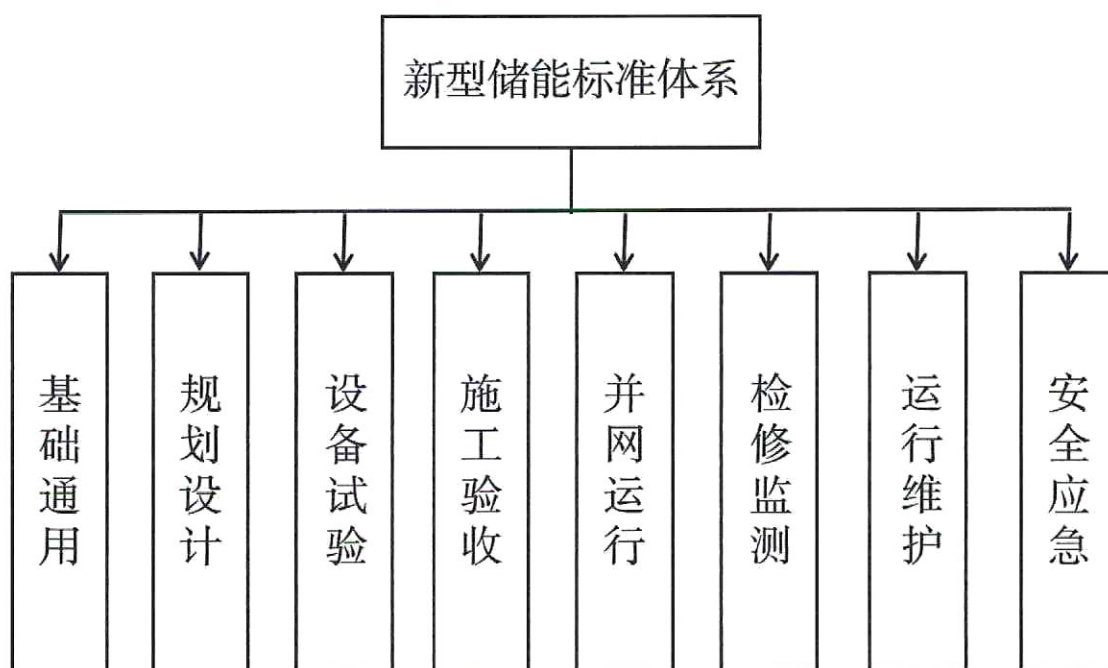 新型储能标准体系
基础通用
规划设计
设备试验
施工验收
并网运行
检修监测
运行维护
安全应急